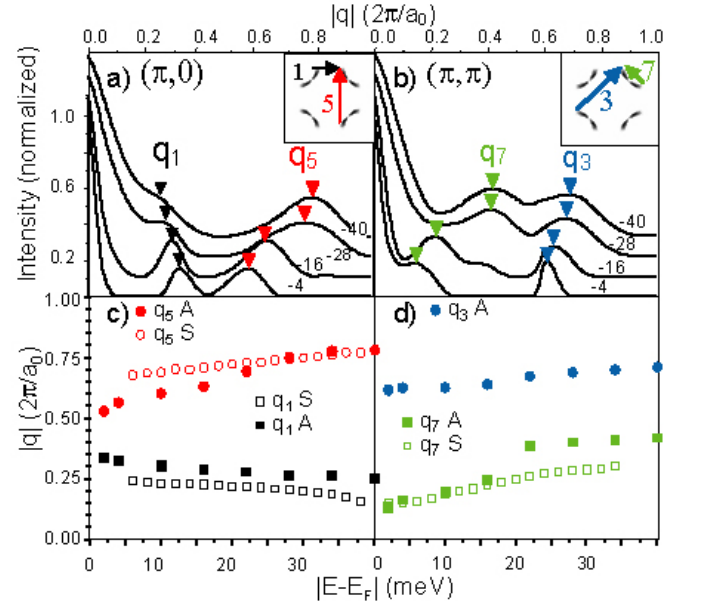 |q| (2π/a₀)
0.0 0.2 0.4 0.6 0.8 0.0 0.2 0.4 0.6 0.8 1.0
a) (π,0) 1 5
b) (π,π) 7 3
Intensity (normalized)
1.0
0.6
0.2
q₁ q₅
q₇ q₃
-40
-28
-16
-4
-40
-28
-16
-4
c) q₅ A
q₅ S
q₁ S
q₁ A
d) q₃ A
q₇ A
q₇ S
|q| (2π/a₀)
1.00
0.75
0.50
0.25
0.00
0 10 20 30 0 10 20 30
|E-E_F| (meV)